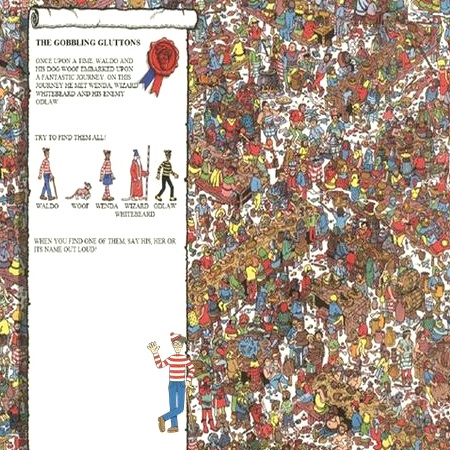 THE GOBBLING GLUTTONS
ONCE UPON A TIME, WALDO AND
HIS DOG WOOF EMBARKED UPON
A FANTASTIC JOURNEY. ON THIS
JOURNEY HE MET WENDA, WIZARD
WHITEBEARD AND HIS ENEMY
ODLAW.
TRY TO FIND THEM ALL!
WALDO WOOF WENDA WIZARD ODLAW
WHITEBEARD
WHEN YOU FIND ONE OF THEM, SAY HIS, HER OR
ITS NAME OUT LOUD!